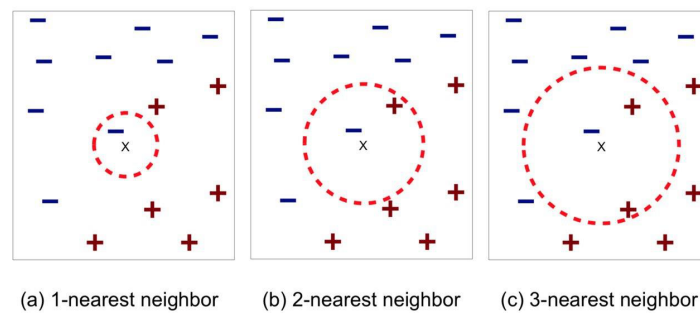 X
X
X
(a) 1-nearest neighbor
(b) 2-nearest neighbor
(c) 3-nearest neighbor